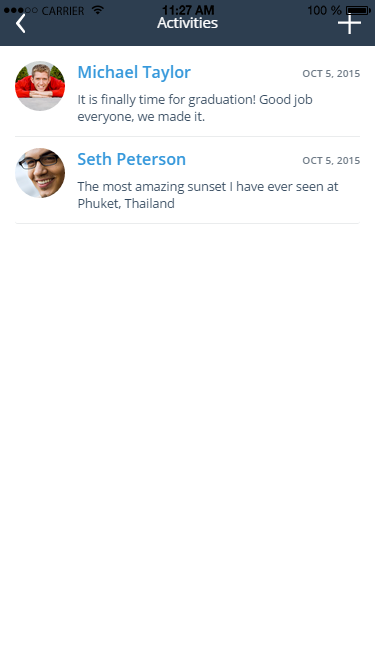 CARRIER 11:27 AM 100 %
Activities
Michael Taylor OCT 5, 2015
It is finally time for graduation! Good job
everyone, we made it.
Seth Peterson OCT 5, 2015
The most amazing sunset I have ever seen at
Phuket, Thailand